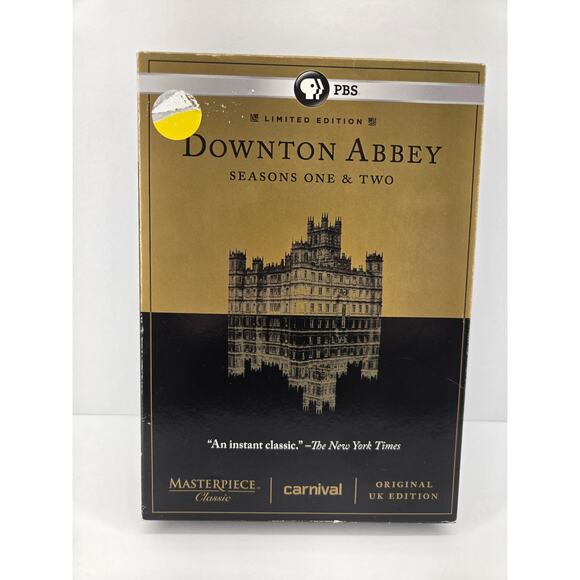 PBS.
LIMITED EDITION
DOWNTON ABBEY
SEASONS ONE & TWO
“An instant classic.” –The New York Times
MASTERPIECE™
Classic
carnival
ORIGINAL
UK EDITION